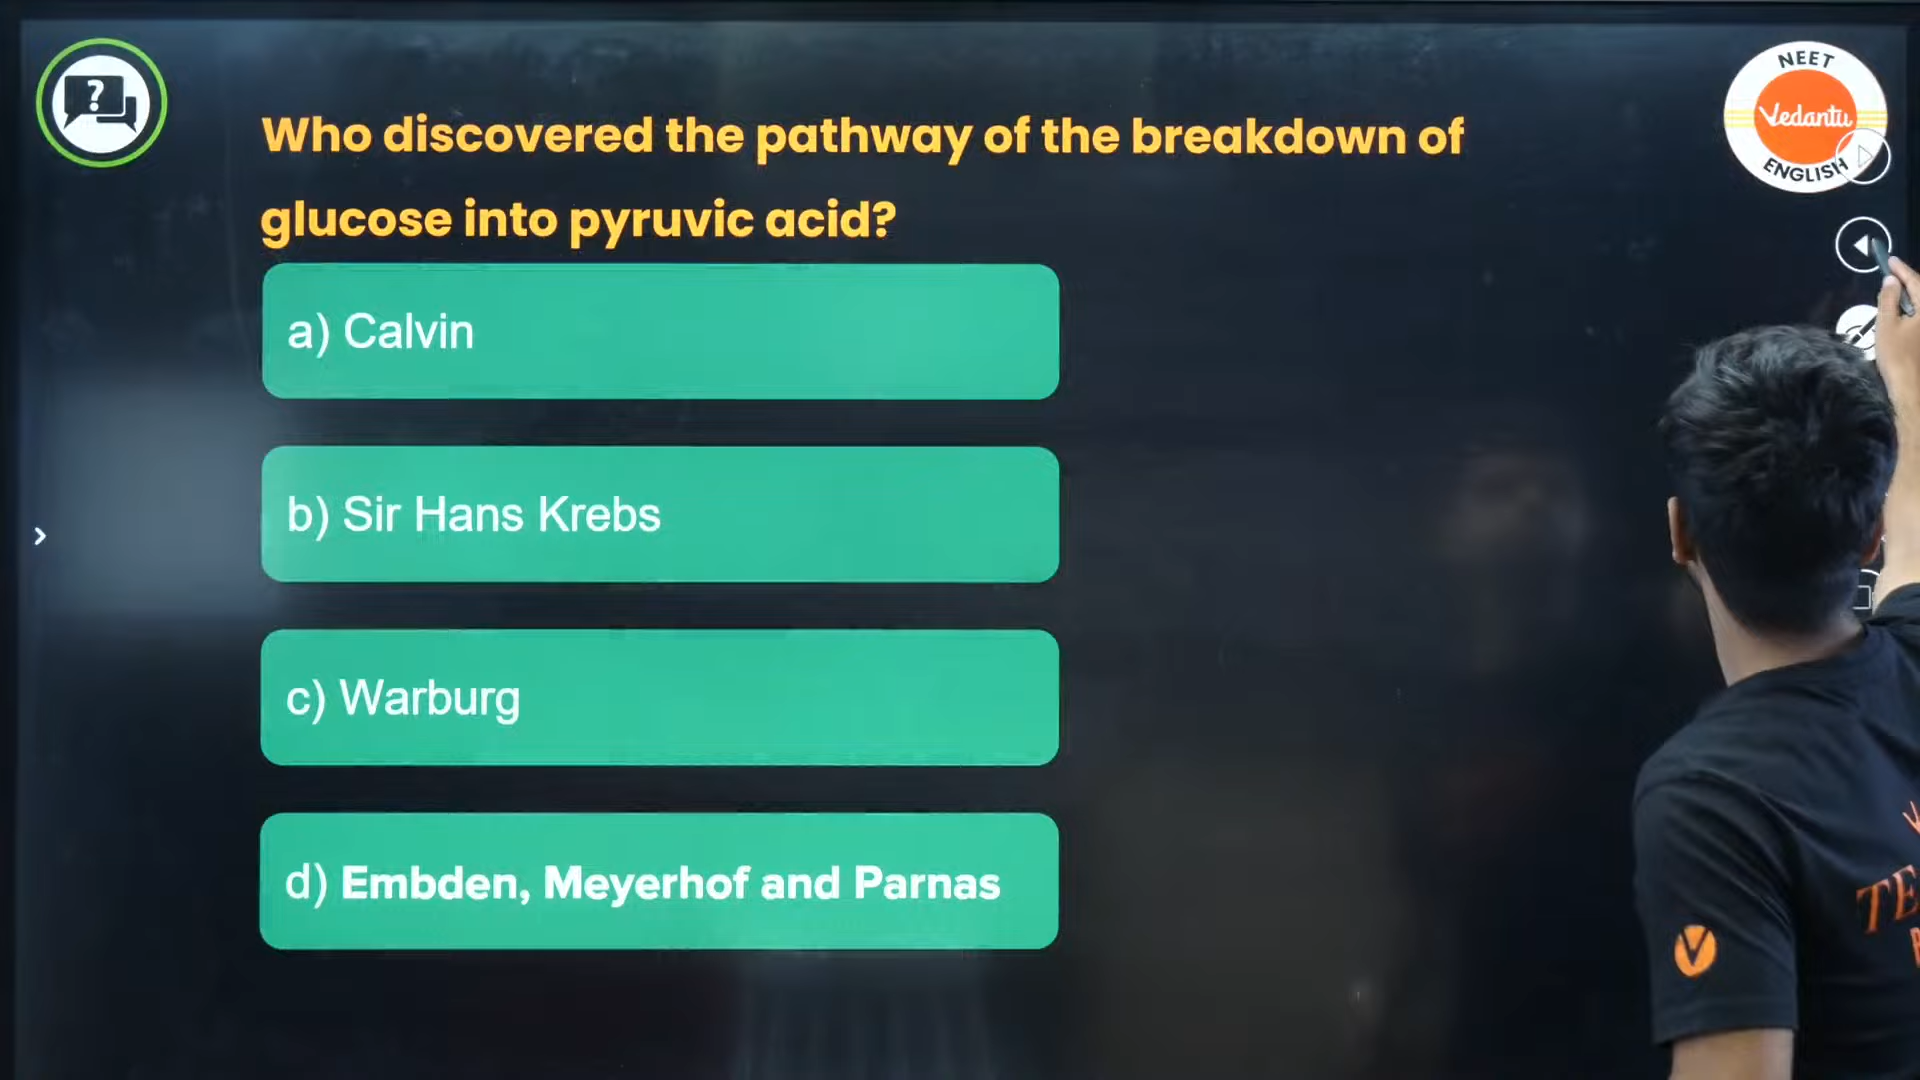 ?
NEET
Vedantu
ENGLISH
Who discovered the pathway of the breakdown of
glucose into pyruvic acid?
a) Calvin
b) Sir Hans Krebs
c) Warburg
d) Embden, Meyerhof and Parnas
V
TE